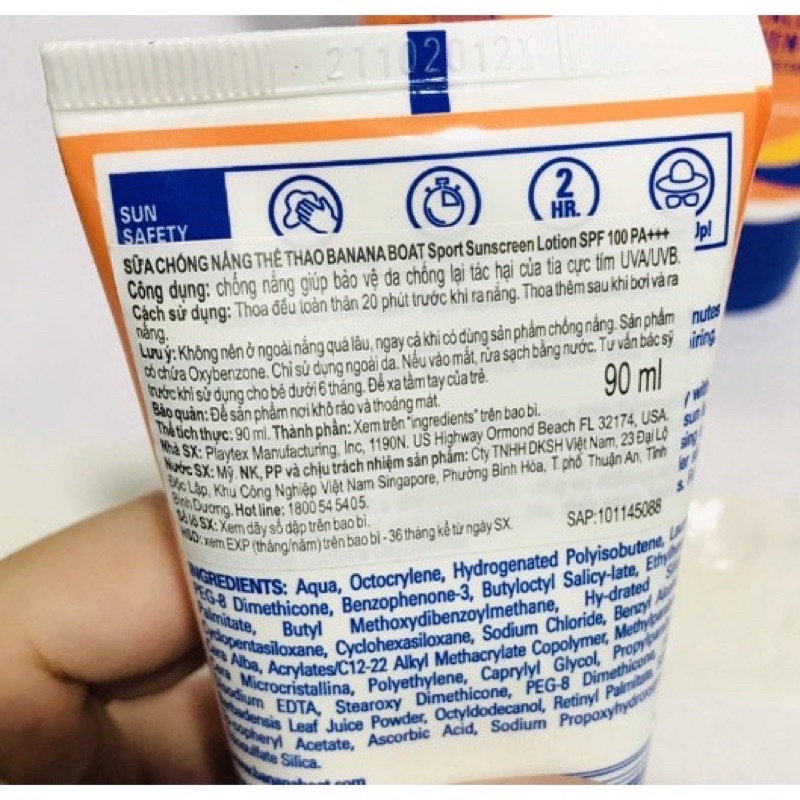 211020121
SUN
SAFETY
2
HR.
Up!
SỮA CHỐNG NẮNG THỂ THAO BANANA BOAT Sport Sunscreen Lotion SPF 100 PA+++
Công dụng: chống nắng giúp bảo vệ da chống lại tác hại của tia cực tím UVA/UVB.
Cách sử dụng: Thoa đều toàn thân 20 phút trước khi ra nắng. Thoa thêm sau khi bơi và ra
nắng.
Lưu ý: Không nên ở ngoài nắng quá lâu, ngay cả khi có dùng sản phẩm chống nắng. Sản phẩm
có chứa Oxybenzone. Chỉ sử dụng ngoài da. Nếu vào mắt, rửa sạch bằng nước. Tư vấn bác sỹ
trước khi sử dụng cho bé dưới 6 tháng. Để xa tầm tay của trẻ.
90 ml
Bảo quản: Để sản phẩm nơi khô ráo và thoáng mát.
Thể tích thực: 90 ml. Thành phần: Xem trên "ingredients" trên bao bì.
Nhà SX: Playtex Manufacturing, Inc, 1190N. US Highway Ormond Beach FL 32174, USA.
Nước SX: Mỹ. NK, PP và chịu trách nhiệm sản phẩm: Cty TNHH DKSH Việt Nam, 23 Đại Lộ
Độc Lập, Khu Công Nghiệp Việt Nam Singapore, Phường Bình Hòa, T. phố Thuận An, Tỉnh
Bình Dương. Hot line: 1800 54 54 05.
Số lô SX: Xem dãy số dập trên bao bì.
SAP:101145088
HSD: xem EXP (tháng/năm) trên bao bì - 36 tháng kể từ ngày SX.
INGREDIENTS: Aqua, Octocrylene, Hydrogenated Polyisobutene,
PEG-8 Dimethicone, Benzophenone-3, Butyloctyl Salicy-late,
Palmitate, Butyl Methoxydibenzoylmethane, Hy-drated
Cyclopentasiloxane, Cyclohexasiloxane, Sodium Chloride, Benzyl
Cera Alba, Acrylates/C12-22 Alkyl Methacrylate Copolymer,
Cera Microcristallina, Polyethylene, Caprylyl Glycol,
Disodium EDTA, Stearoxy Dimethicone, PEG-8 Dimethicone,
Barbadensis Leaf Juice Powder, Octyldodecanol, Retinyl Palmitate,
Tocopheryl Acetate, Ascorbic Acid, Sodium
Silica.